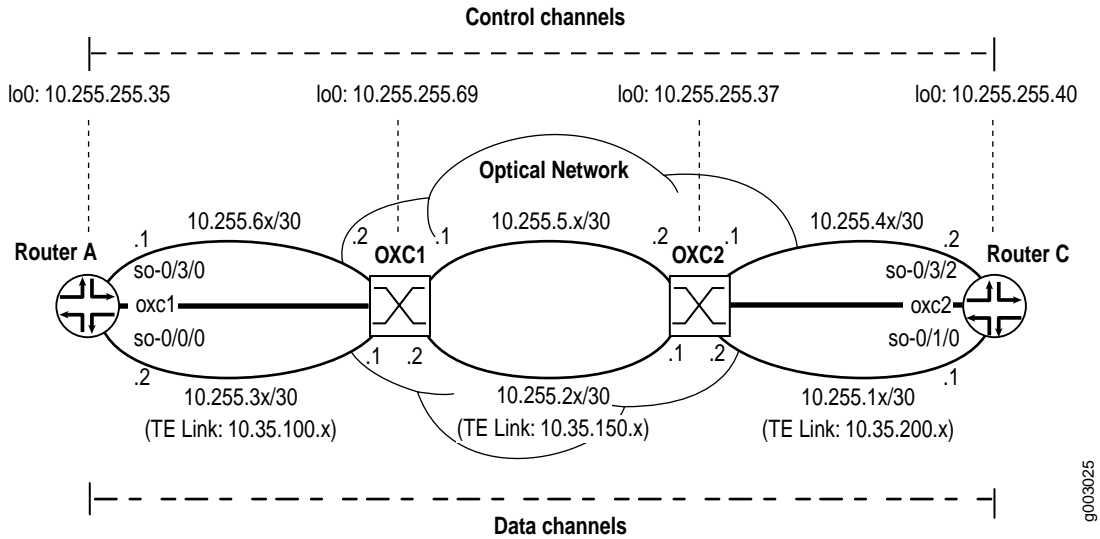 Control channels
lo0: 10.255.255.35
lo0: 10.255.255.69
lo0: 10.255.255.37
lo0: 10.255.255.40
Optical Network
10.255.6x/30
10.255.5.x/30
10.255.4x/30
.1
.2
.1
.2
.1
.2
Router A
OXC1
OXC2
Router C
so-0/3/0
so-0/3/2
oxc1
oxc2
so-0/0/0
so-0/1/0
.2
.1
.2
.1
.2
.1
10.255.3x/30
10.255.2x/30
10.255.1x/30
(TE Link: 10.35.100.x)
(TE Link: 10.35.150.x)
(TE Link: 10.35.200.x)
Data channels
g003025